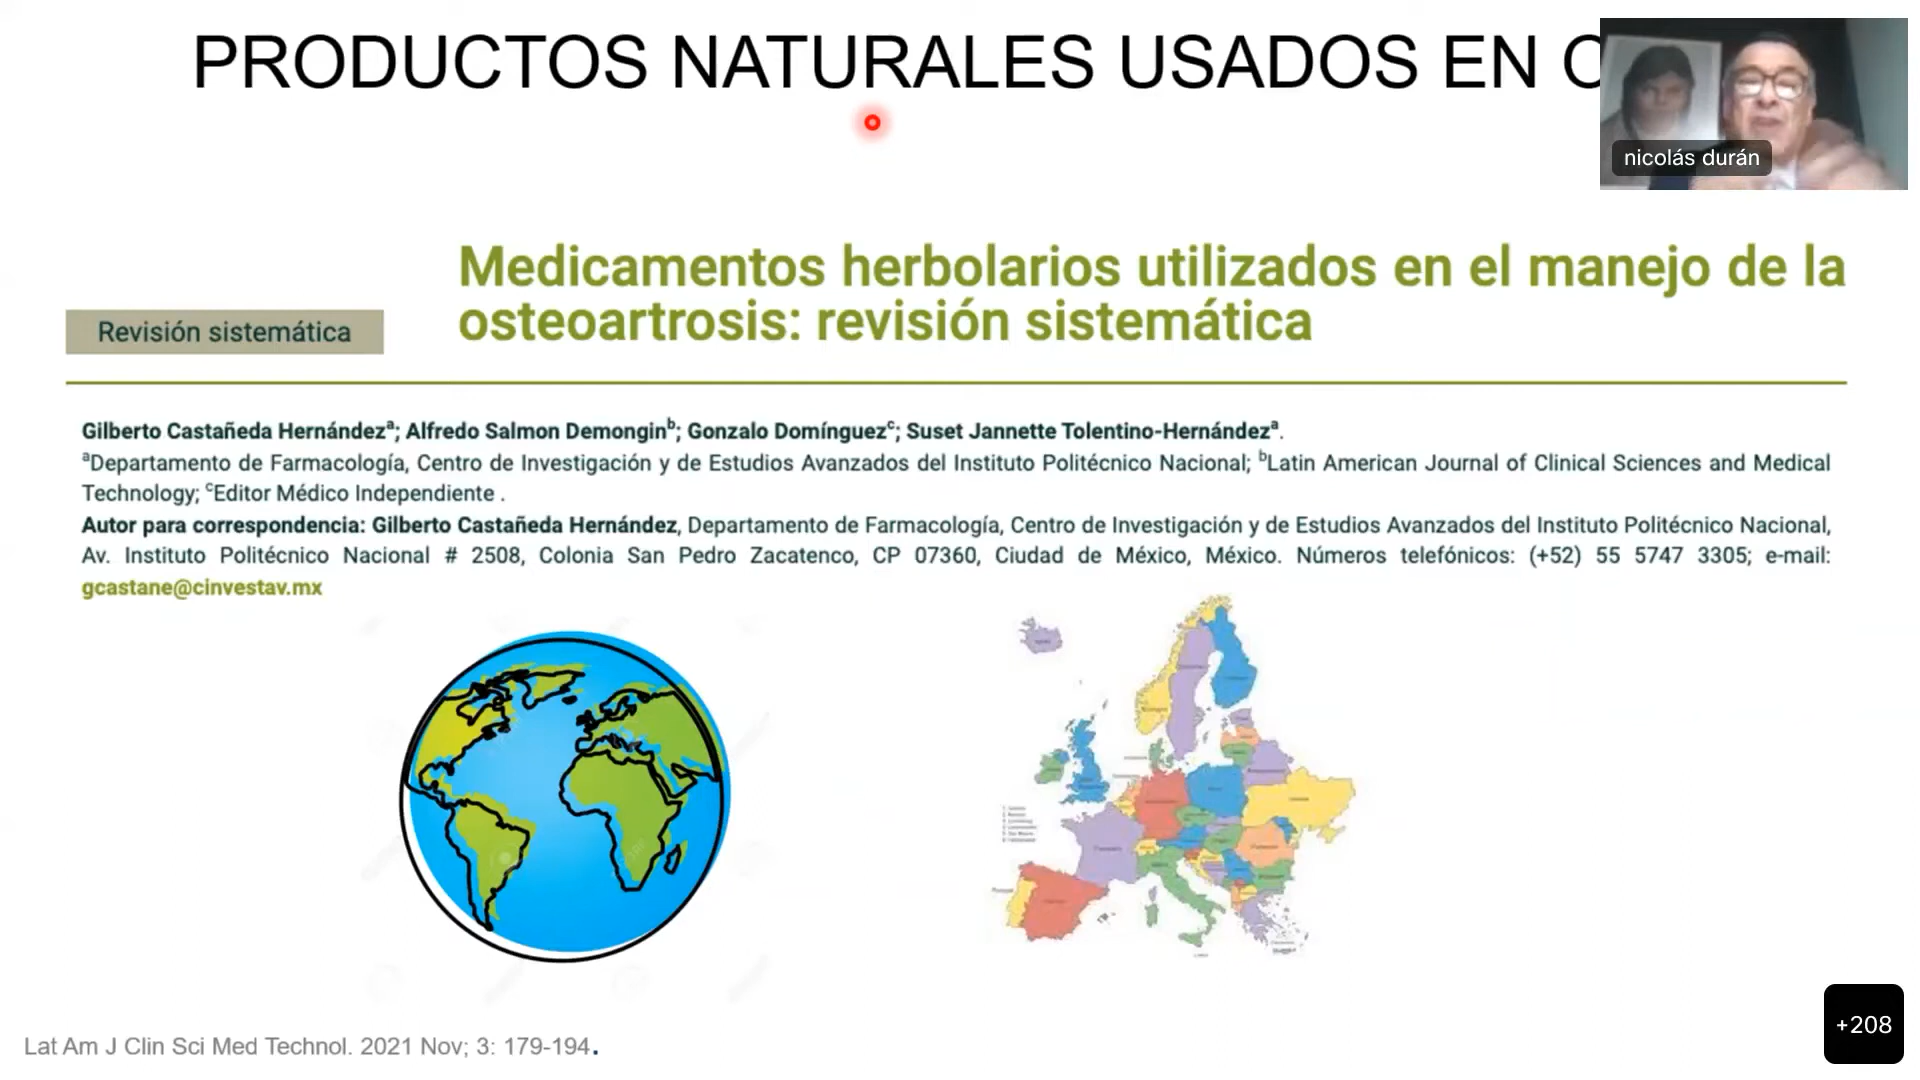 PRODUCTOS NATURALES USADOS EN
nicolás durán
Medicamentos herbolarios utilizados en el manejo de la
osteoartrosis: revisión sistemática
Revisión sistemática
Gilberto Castañeda Hernándezª; Alfredo Salmon Demonginᵇ; Gonzalo Domínguezᶜ; Suset Jannette Tolentino-Hernándezª.
ªDepartamento de Farmacología, Centro de Investigación y de Estudios Avanzados del Instituto Politécnico Nacional; ᵇLatin American Journal of Clinical Sciences and Medical
Technology; ᶜEditor Médico Independiente .
Autor para correspondencia: Gilberto Castañeda Hernández, Departamento de Farmacología, Centro de Investigación y de Estudios Avanzados del Instituto Politécnico Nacional,
Av. Instituto Politécnico Nacional # 2508, Colonia San Pedro Zacatenco, CP 07360, Ciudad de México, México. Números telefónicos: (+52) 55 5747 3305; e-mail:
gcastane@cinvestav.mx
Lat Am J Clin Sci Med Technol. 2021 Nov; 3: 179-194.
+208